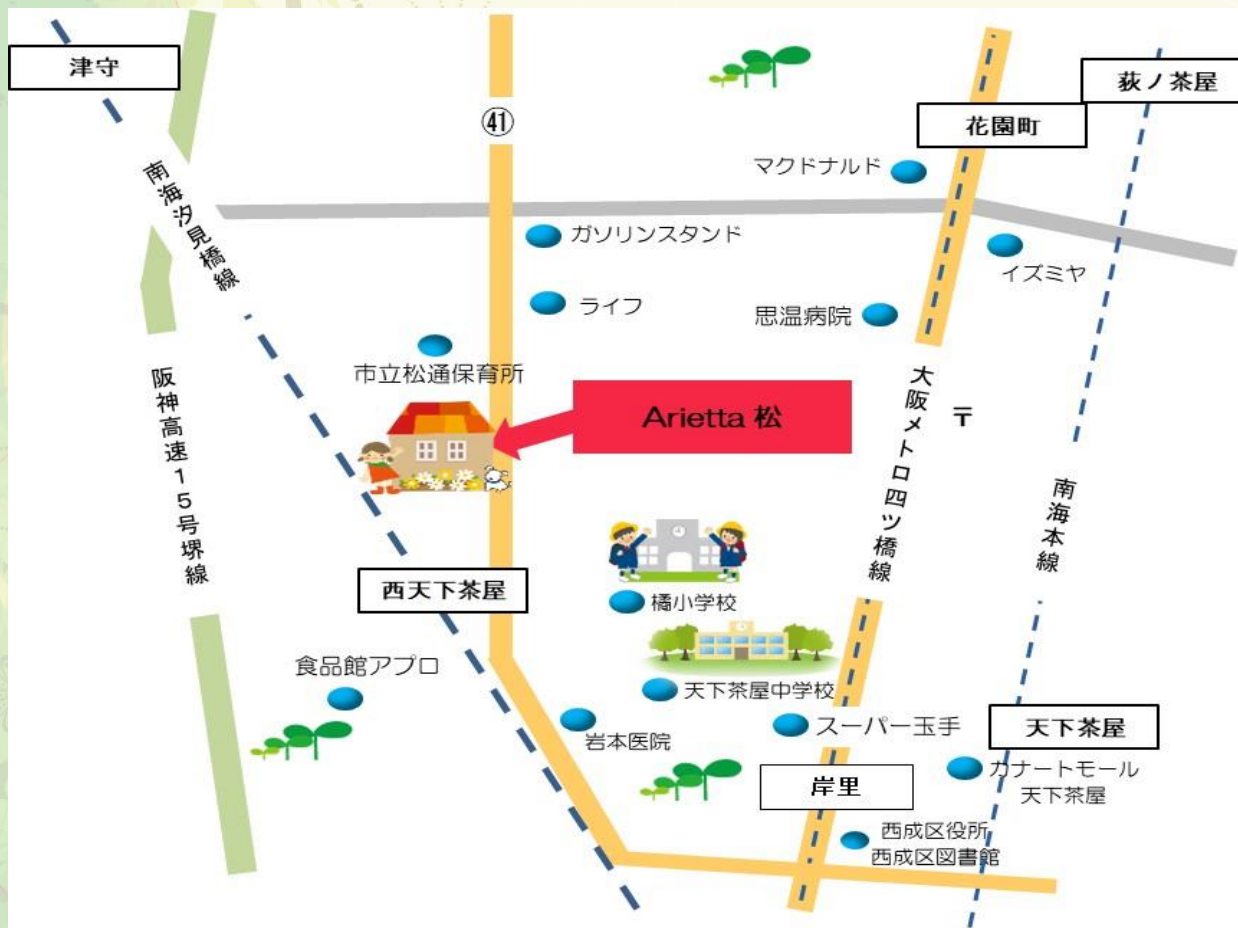 津守
荻ノ茶屋
花園町
㊶
マクドナルド
南海汐見橋線
ガソリンスタンド
イズミヤ
ライフ
思温病院
市立松通保育所
阪神高速15号堺線
Arietta 松
大阪メトロ四ツ橋線
〒
南海本線
西天下茶屋
橘小学校
食品館アプロ
天下茶屋中学校
岩本医院
スーパー玉手
天下茶屋
岸里
カナートモール
天下茶屋
西成区役所
西成区図書館